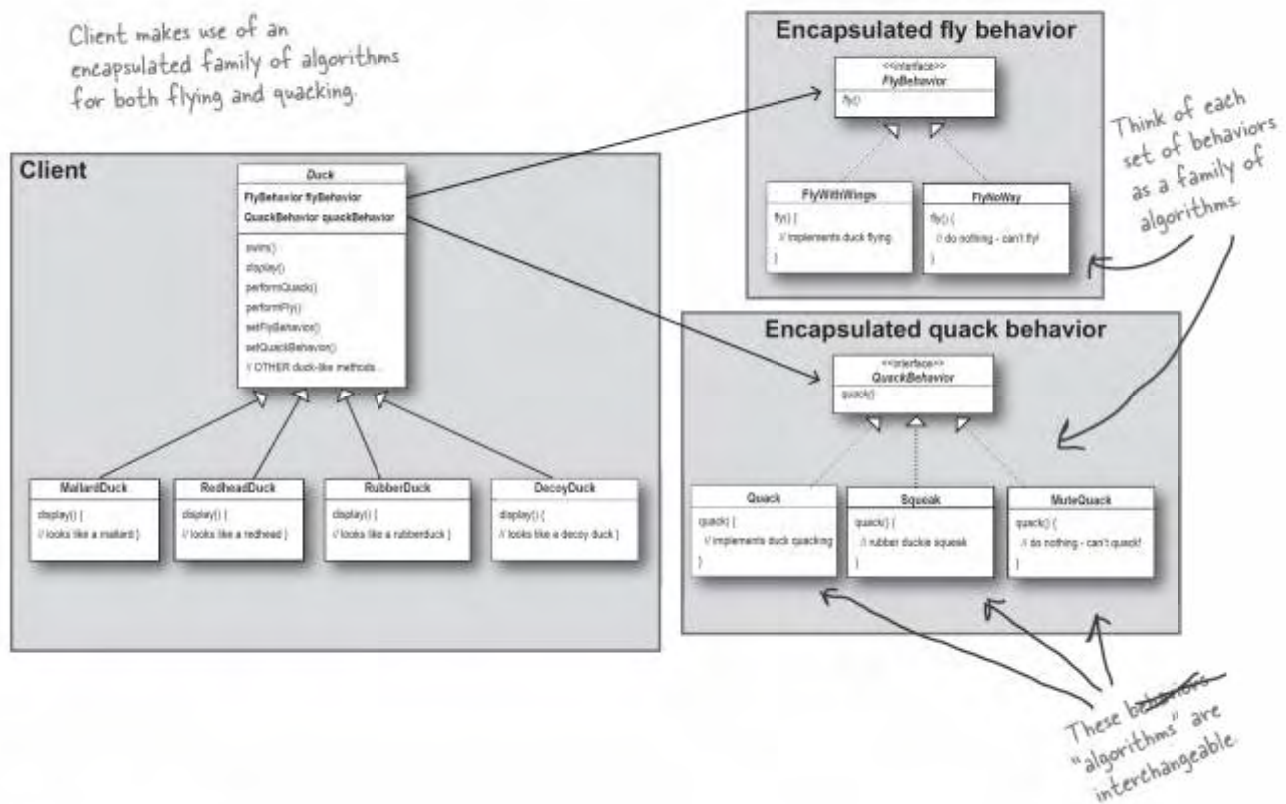 Client makes use of an
encapsulated family of algorithms
for both flying and quacking.
Client
Duck
FlyBehavior flyBehavior
QuackBehavior quackBehavior
swim()
display()
performQuack()
performFly()
setFlyBehavior()
setQuackBehavior()
// OTHER duck-like methods...
MallardDuck
display() {
// looks like a mallard }
RedheadDuck
display() {
// looks like a redhead }
RubberDuck
display() {
// looks like a rubberduck }
DecoyDuck
display() {
// looks like a decoy duck }
Encapsulated fly behavior
<<interface>>
FlyBehavior
fly()
FlyWithWings
fly() {
// implements duck flying
}
FlyNoWay
fly() {
// do nothing - can't fly!
}
Think of each
set of behaviors
as a family of
algorithms.
Encapsulated quack behavior
<<interface>>
QuackBehavior
quack()
Quack
quack() {
// implements duck quacking
}
Squeak
quack() {
// rubber duckie squeak
}
MuteQuack
quack() {
// do nothing - can't quack!
}
These behaviors
"algorithms" are
interchangeable.